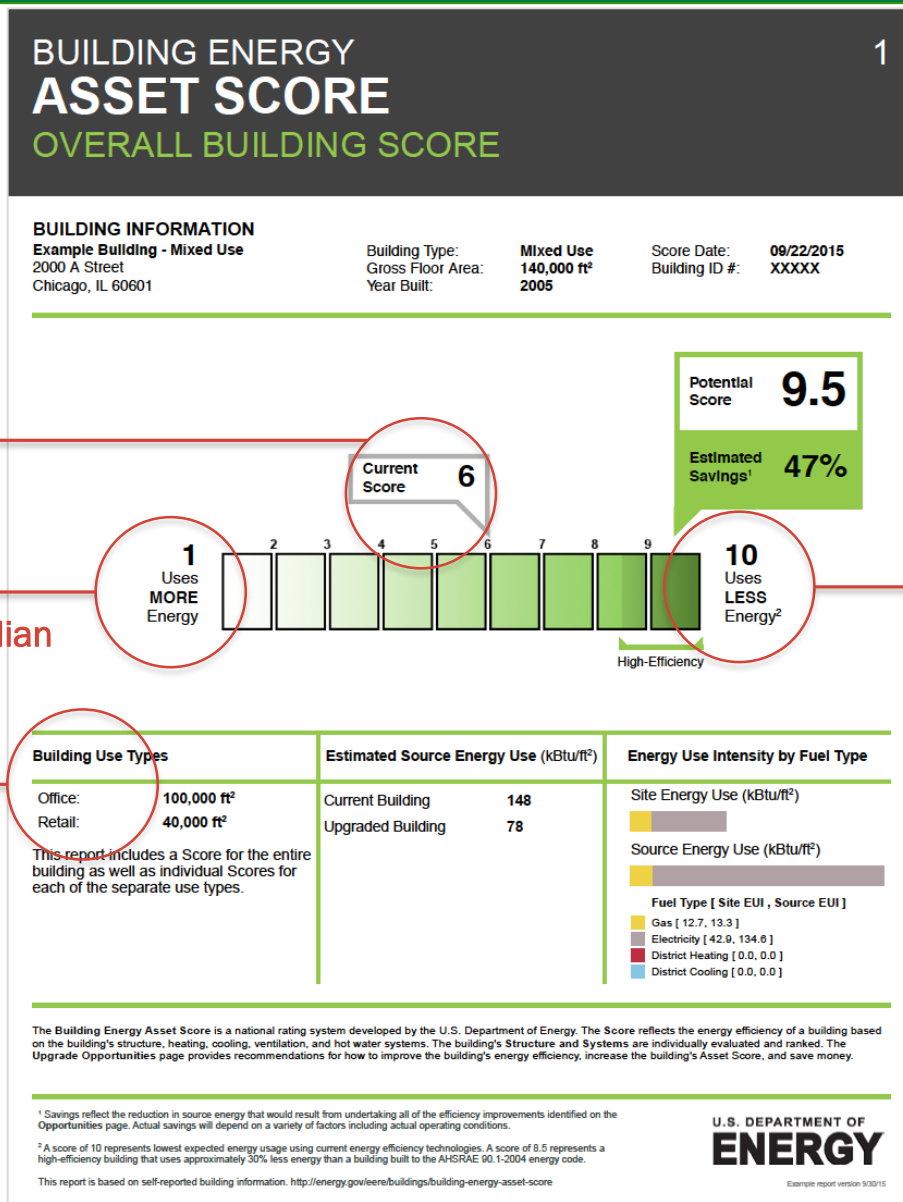 BUILDING ENERGY
1
ASSET SCORE
OVERALL BUILDING SCORE
BUILDING INFORMATION
Example Building - Mixed Use
2000 A Street
Chicago, IL 60601
Building Type: Mixed Use
Gross Floor Area: 140,000 ft²
Year Built: 2005
Score Date: 09/22/2015
Building ID #: XXXXX
Potential Score 9.5
Estimated Savings¹ 47%
Current Score 6
1
Uses
MORE
Energy
2 3 4 5 6 7 8 9
10
Uses
LESS
Energy²
High-Efficiency
Building Use Types
Office: 100,000 ft²
Retail: 40,000 ft²
This report includes a Score for the entire
building as well as individual Scores for
each of the separate use types.
Estimated Source Energy Use (kBtu/ft²)
Current Building 148
Upgraded Building 78
Energy Use Intensity by Fuel Type
Site Energy Use (kBtu/ft²)
Source Energy Use (kBtu/ft²)
Fuel Type [ Site EUI , Source EUI ]
Gas [ 12.7, 13.3 ]
Electricity [ 42.9, 134.6 ]
District Heating [ 0.0, 0.0 ]
District Cooling [ 0.0, 0.0 ]
The Building Energy Asset Score is a national rating system developed by the U.S. Department of Energy. The Score reflects the energy efficiency of a building based
on the building's structure, heating, cooling, ventilation, and hot water systems. The building's Structure and Systems are individually evaluated and ranked. The
Upgrade Opportunities page provides recommendations for how to improve the building's energy efficiency, increase the building's Asset Score, and save money.
¹ Savings reflect the reduction in source energy that would result from undertaking all of the efficiency improvements identified on the
Opportunities page. Actual savings will depend on a variety of factors including actual operating conditions.
² A score of 10 represents lowest expected energy usage using current energy efficiency technologies. A score of 8.5 represents a
high-efficiency building that uses approximately 30% less energy than a building built to the AHSRAE 90.1-2004 energy code.
This report is based on self-reported building information. http://energy.gov/eere/buildings/building-energy-asset-score
U.S. DEPARTMENT OF
ENERGY
Example report version 9/30/15